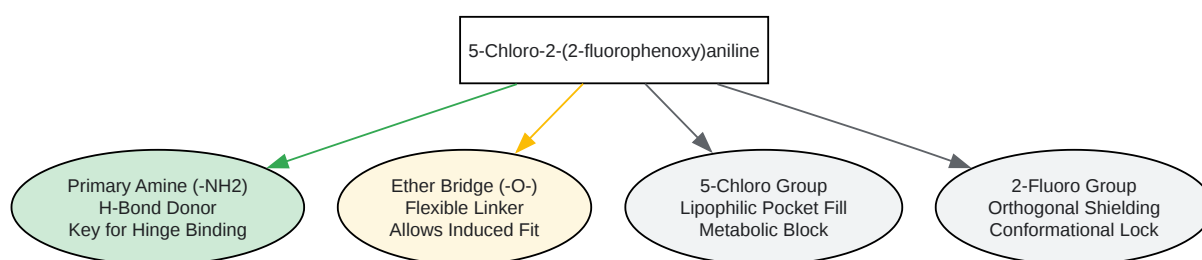 5-Chloro-2-(2-fluorophenoxy)aniline
Primary Amine (-NH2)
H-Bond Donor
Key for Hinge Binding
Ether Bridge (-O-)
Flexible Linker
Allows Induced Fit
5-Chloro Group
Lipophilic Pocket Fill
Metabolic Block
2-Fluoro Group
Orthogonal Shielding
Conformational Lock